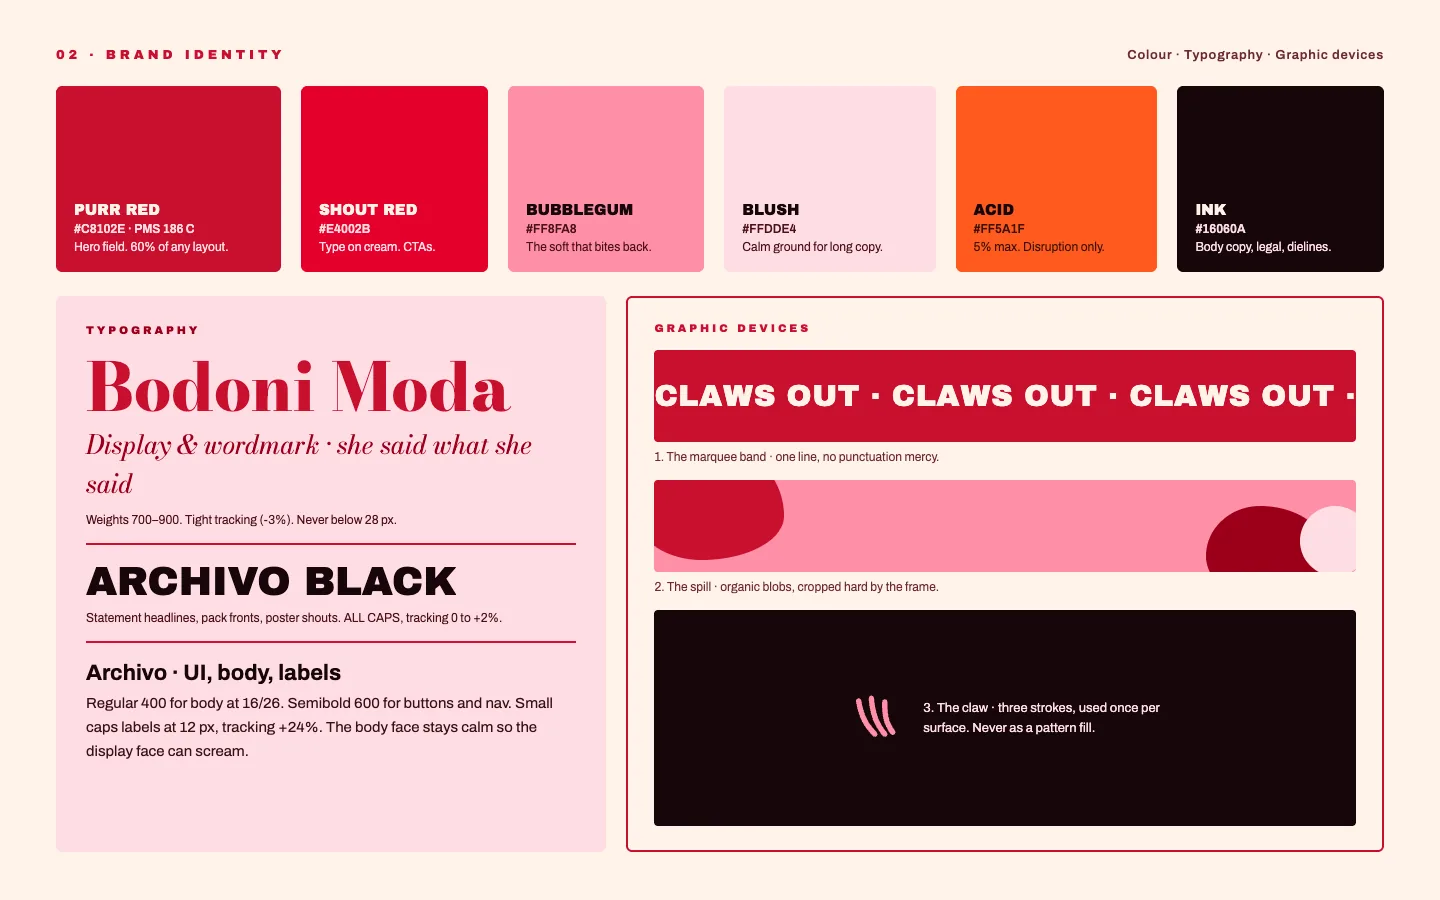 02 · BRAND IDENTITY
Colour · Typography · Graphic devices
PURR RED
#C8102E · PMS 186 C
Hero field. 60% of any layout.
SHOUT RED
#E4002B
Type on cream. CTAs.
BUBBLEGUM
#FF8FA8
The soft that bites back.
BLUSH
#FFDDE4
Calm ground for long copy.
ACID
#FF5A1F
5% max. Disruption only.
INK
#16060A
Body copy, legal, dielines.
TYPOGRAPHY
Bodoni Moda
Display & wordmark · she said what she
said
Weights 700–900. Tight tracking (-3%). Never below 28 px.
ARCHIVO BLACK
Statement headlines, pack fronts, poster shouts. ALL CAPS, tracking 0 to +2%.
Archivo · UI, body, labels
Regular 400 for body at 16/26. Semibold 600 for buttons and nav. Small
caps labels at 12 px, tracking +24%. The body face stays calm so the
display face can scream.
GRAPHIC DEVICES
CLAWS OUT · CLAWS OUT · CLAWS OUT ·
1. The marquee band · one line, no punctuation mercy.
2. The spill · organic blobs, cropped hard by the frame.
3. The claw · three strokes, used once per
surface. Never as a pattern fill.